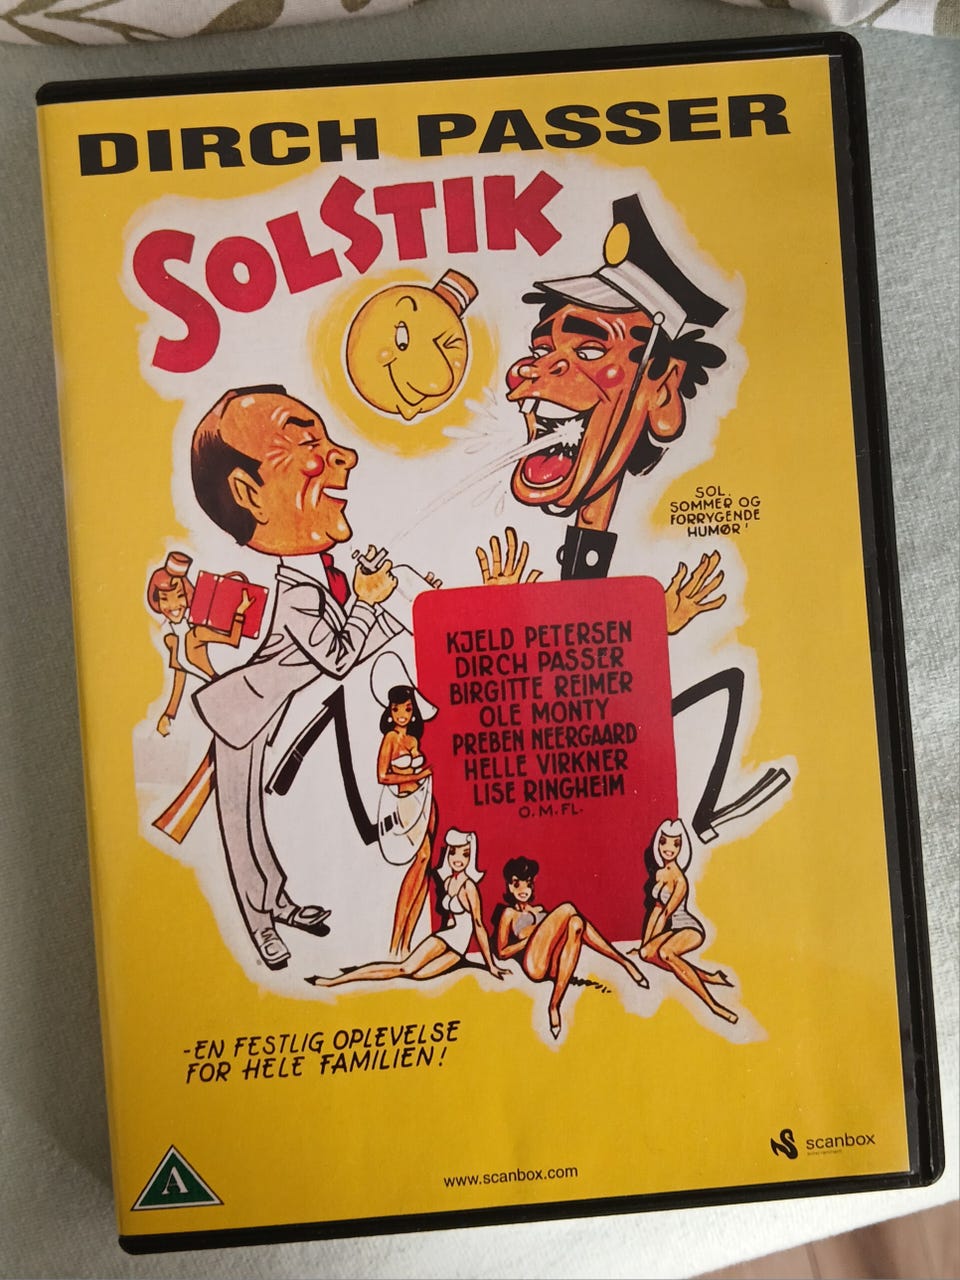 DIRCH PASSER
SOLSTIK
SOL,
SOMMER OG
FORRYGENDE
HUMØR!
KJELD PETERSEN
DIRCH PASSER
BIRGITTE REIMER
OLE MONTY
PREBEN NEERGAARD
HELLE VIRKNER
LISE RINGHEIM
O.M.FL.
-EN FESTLIG OPLEVELSE
FOR HELE FAMILIEN!
A
www.scanbox.com
scanbox
entertainment